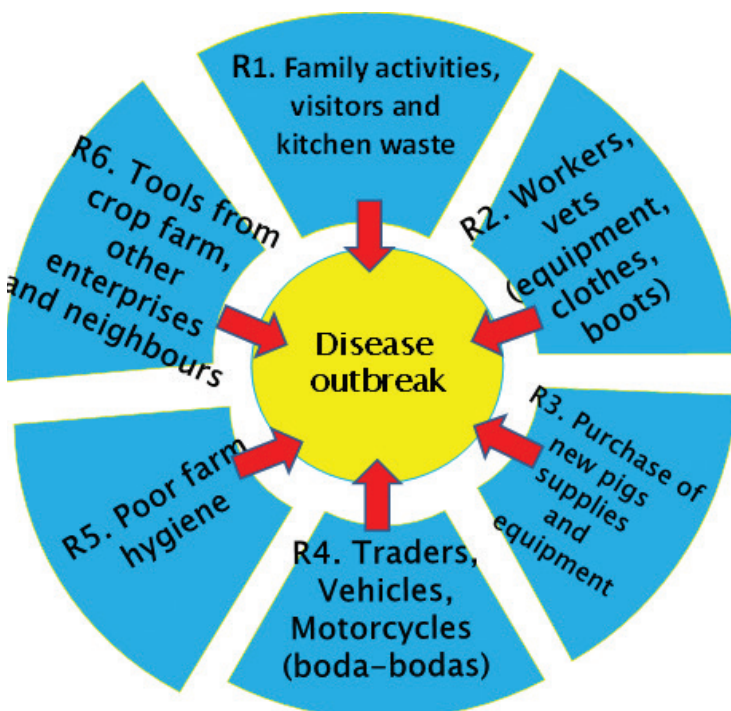 R1. Family activities,
visitors and
kitchen waste
R2. Workers,
vets
(equipment,
clothes,
boots)
R3. Purchase of
new pigs
supplies
and
equipment
R4. Traders,
Vehicles,
Motorcycles
(boda-bodas)
R5. Poor farm
hygiene
R6. Tools from
crop farm,
other
enterprises
and neighbours
Disease
outbreak